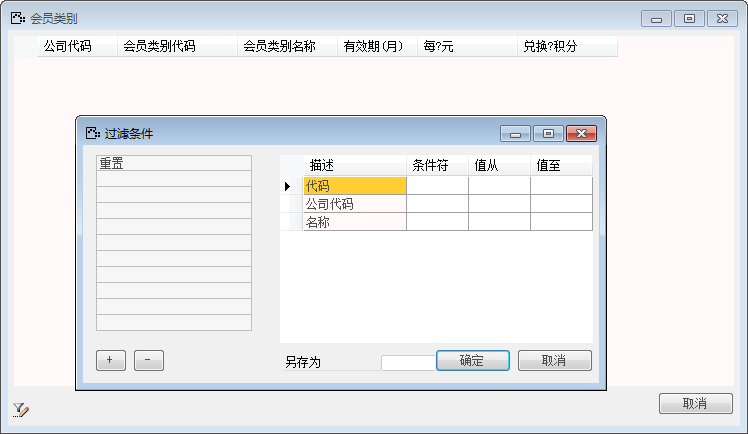 会员类别
公司代码 会员类别代码 会员类别名称 有效期(月) 每?元 兑换?积分
过滤条件
重置
描述 条件符 值从 值至
代码
公司代码
名称
+ -
另存为 确定 取消
取消